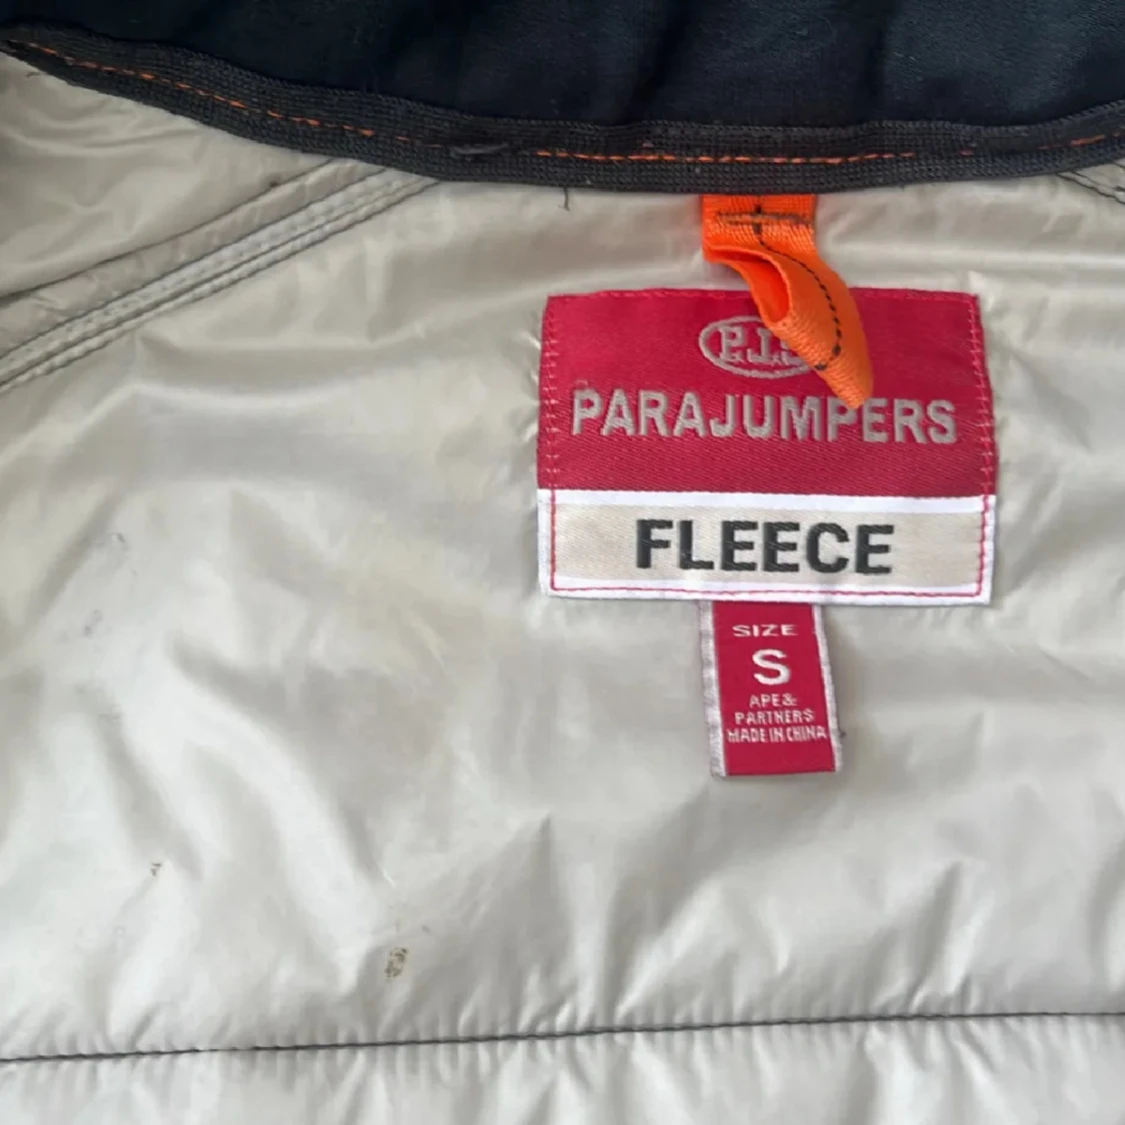 P.J.S
PARAJUMPERS
FLEECE
SIZE
S
APE&
PARTNERS
MADE IN CHINA